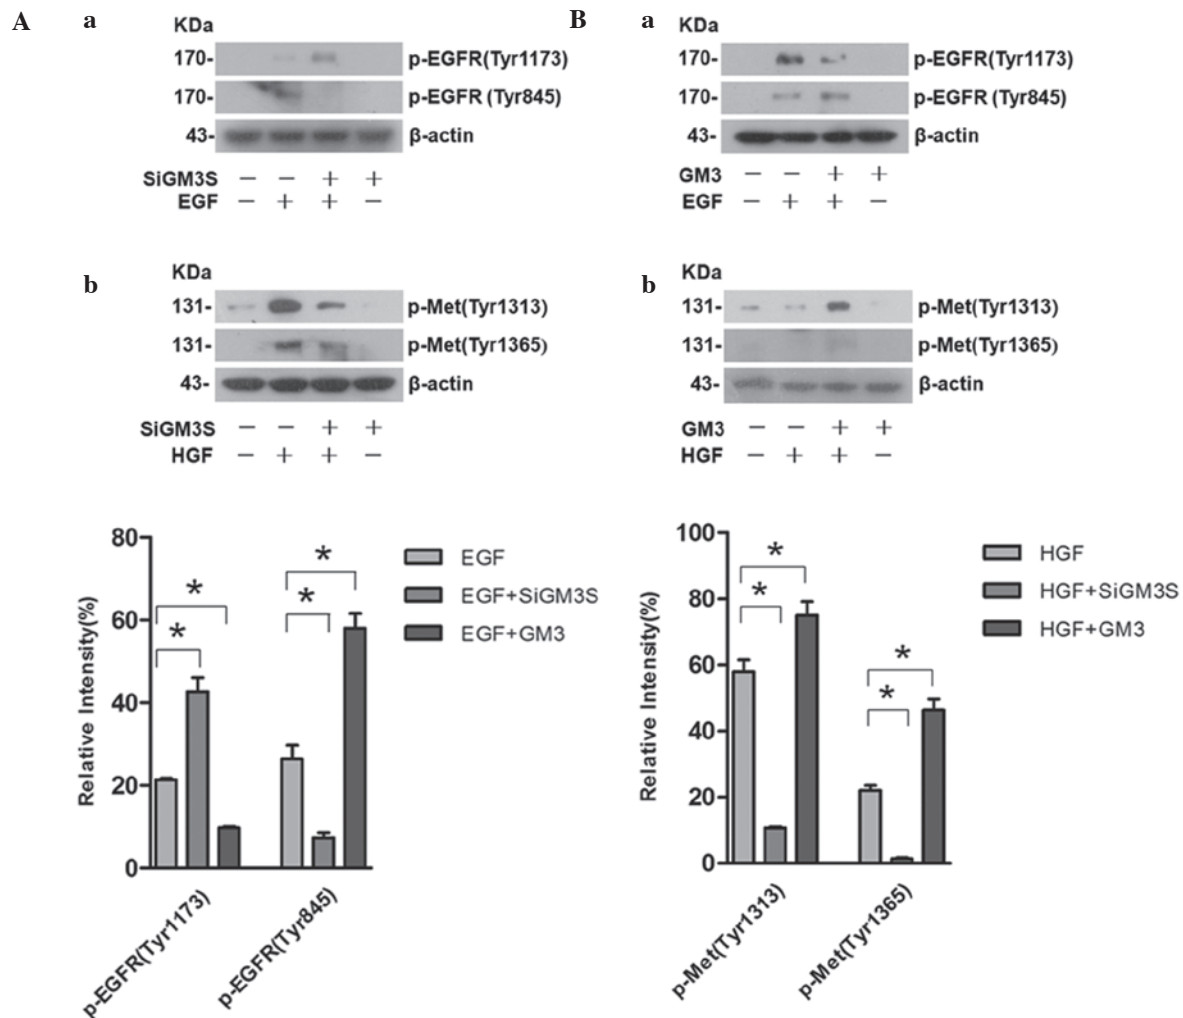 A
a
KDa
170-
p-EGFR(Tyr1173)
170-
p-EGFR (Tyr845)
43-
β-actin
SiGM3S − − + +
EGF − + + −
b
KDa
131-
p-Met(Tyr1313)
131-
p-Met(Tyr1365)
43-
β-actin
SiGM3S − − + +
HGF − + + −
B
a
KDa
170-
p-EGFR(Tyr1173)
170-
p-EGFR (Tyr845)
43-
β-actin
GM3 − − + +
EGF − + + −
b
KDa
131-
p-Met(Tyr1313)
131-
p-Met(Tyr1365)
43-
β-actin
GM3 − − + +
HGF − + + −
Relative Intensity(%)
80
60
40
20
0
*
*
*
*
EGF
EGF+SiGM3S
EGF+GM3
p-EGFR(Tyr1173)
p-EGFR(Tyr845)
Relative Intensity(%)
100
80
60
40
20
0
*
*
*
*
HGF
HGF+SiGM3S
HGF+GM3
p-Met(Tyr1313)
p-Met(Tyr1365)